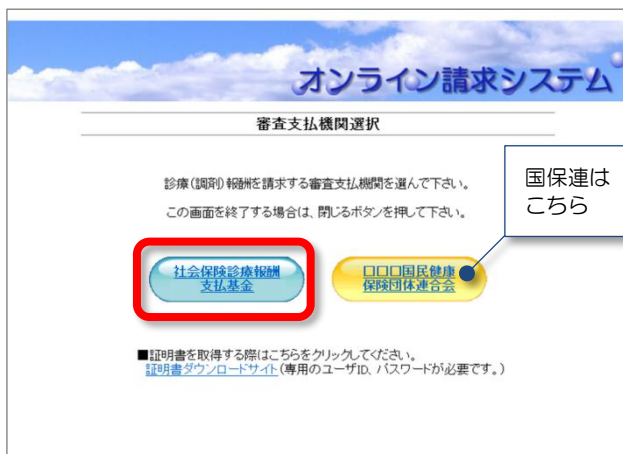 オンライン請求システム
審査支払機関選択
診療(調剤)報酬を請求する審査支払機関を選んで下さい。
この画面を終了する場合は、閉じるボタンを押して下さい。
国保連は
こちら
社会保険診療報酬
支払基金
□□□国民健康
保険団体連合会
■証明書を取得する際はこちらをクリックしてください。
証明書ダウンロードサイト(専用のユーザID、パスワードが必要です。)